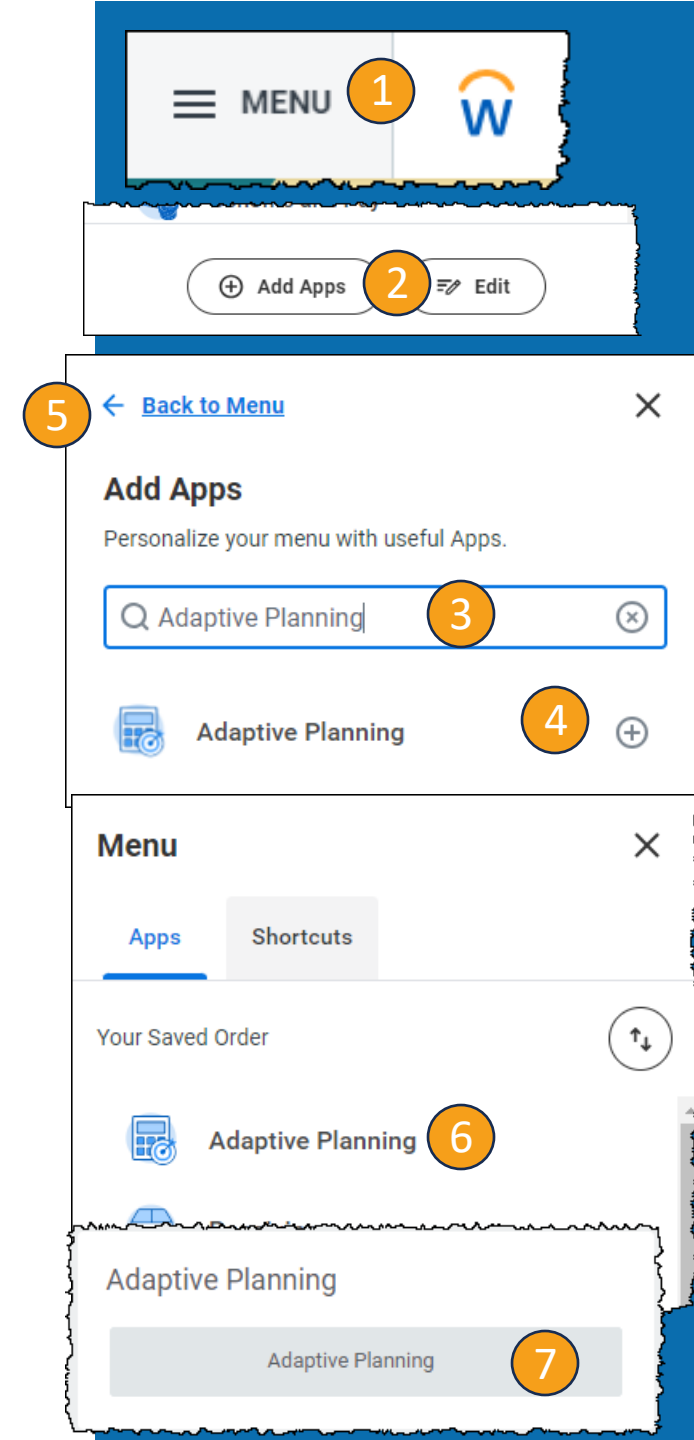 MENU 1
W
Add Apps 2 Edit
5 Back to Menu
Add Apps
Personalize your menu with useful Apps.
Adaptive Planning 3
Adaptive Planning 4
Menu
Apps Shortcuts
Your Saved Order
Adaptive Planning 6
Adaptive Planning
Adaptive Planning 7